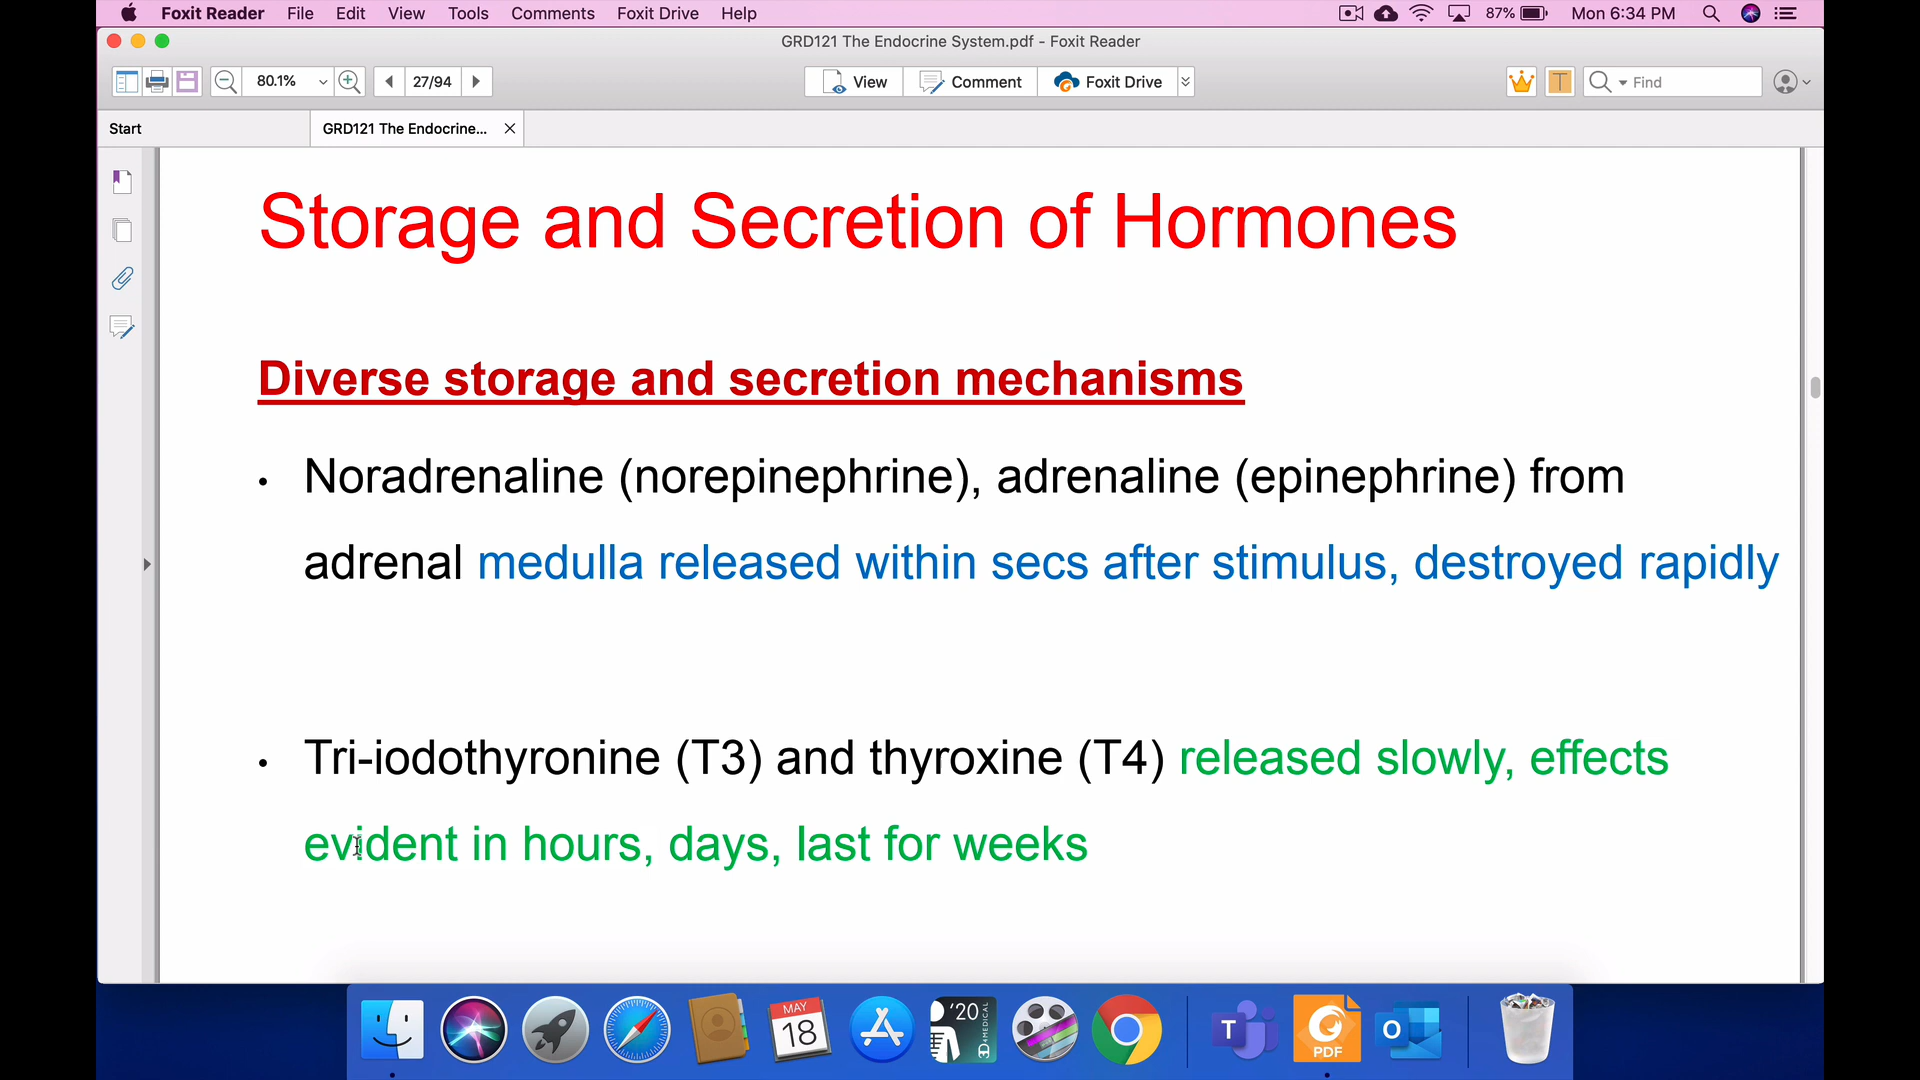 Foxit Reader File Edit View Tools Comments Foxit Drive Help 87% Mon 6:34 PM
GRD121 The Endocrine System.pdf - Foxit Reader
80.1% 27/94 View Comment Foxit Drive T Find
Start GRD121 The Endocrine...
Storage and Secretion of Hormones
Diverse storage and secretion mechanisms
• Noradrenaline (norepinephrine), adrenaline (epinephrine) from
adrenal medulla released within secs after stimulus, destroyed rapidly
• Tri-iodothyronine (T3) and thyroxine (T4) released slowly, effects
evident in hours, days, last for weeks
MAY
18
'20
3D4MEDICAL
T
PDF
O